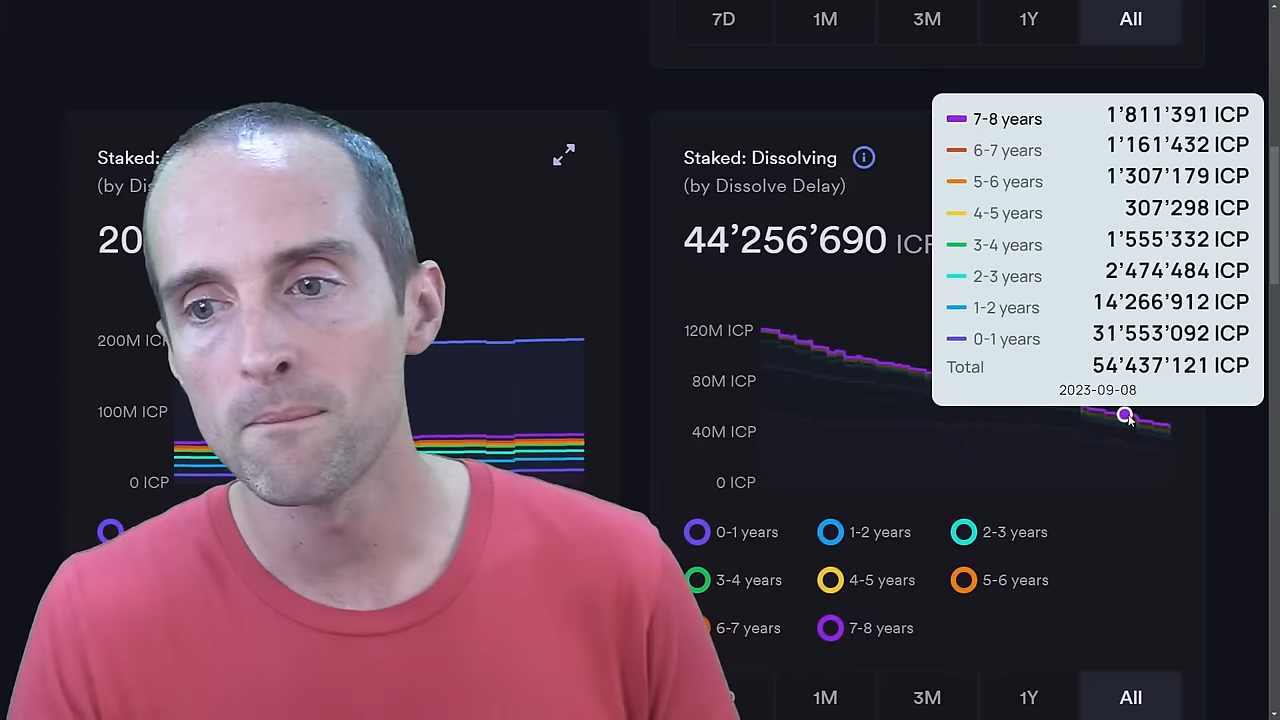 7D 1M 3M 1Y All
Staked:
(by Dis
20
200M ICP
100M ICP
0 ICP
Staked: Dissolving
(by Dissolve Delay)
44’256’690 ICP
120M ICP
80M ICP
40M ICP
0 ICP
7-8 years 1’811’391 ICP
6-7 years 1’161’432 ICP
5-6 years 1’307’179 ICP
4-5 years 307’298 ICP
3-4 years 1’555’332 ICP
2-3 years 2’474’484 ICP
1-2 years 14’266’912 ICP
0-1 years 31’553’092 ICP
Total 54’437’121 ICP
2023-09-08
0-1 years 1-2 years 2-3 years
3-4 years 4-5 years 5-6 years
6-7 years 7-8 years
1M 3M 1Y All